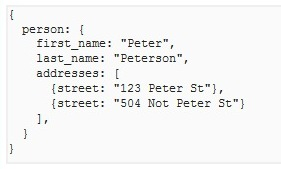 {
  person: {
    first_name: "Peter",
    last_name: "Peterson",
    addresses: [
      {street: "123 Peter St"},
      {street: "504 Not Peter St"}
    ],
  }
}